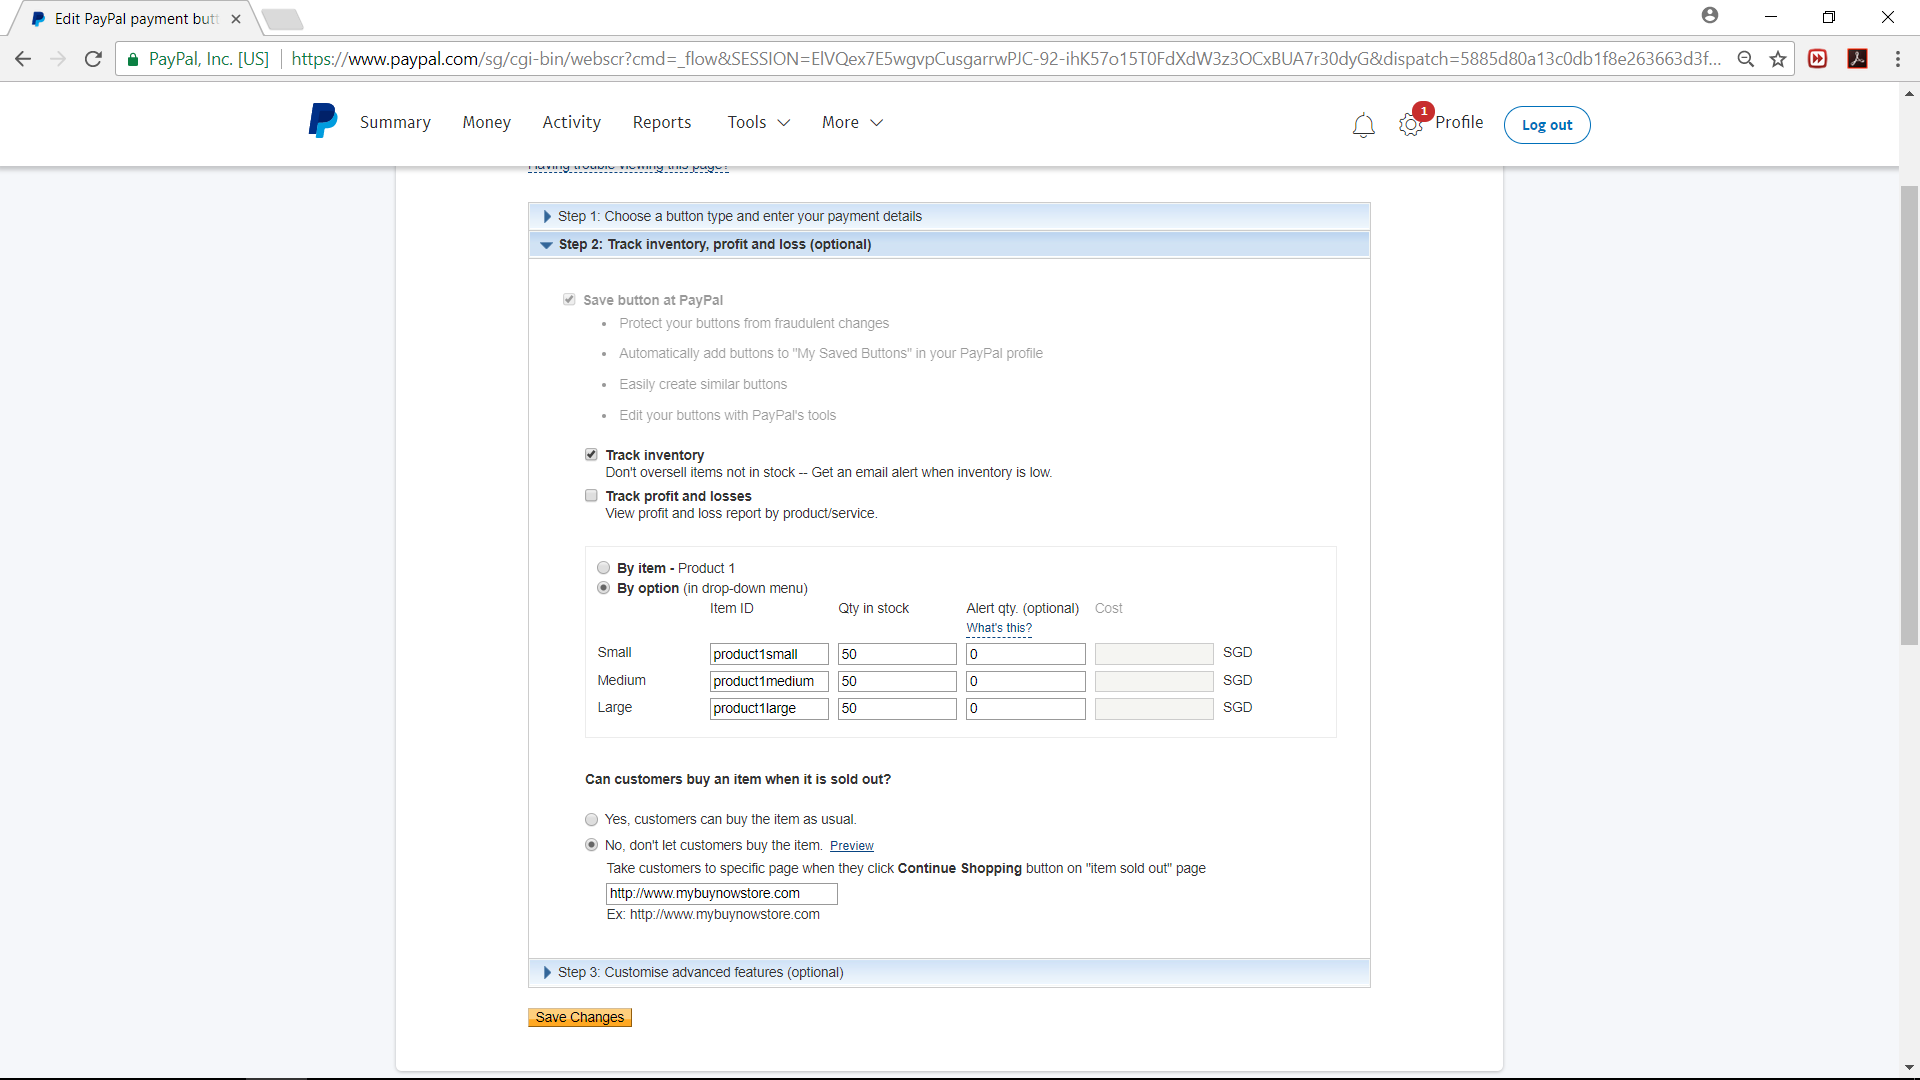 Edit PayPal payment butt
PayPal, Inc. [US]
https://www.paypal.com/sg/cgi-bin/webscr?cmd=_flow&SESSION=ElVQex7E5wgvpCusgarrwPJC-92-ihK57o15T0FdXdW3z3OCxBUA7r30dyG&dispatch=5885d80a13c0db1f8e263663d3f...
Summary Money Activity Reports Tools More 1 Profile Log out
Having trouble viewing this page?
Step 1: Choose a button type and enter your payment details
Step 2: Track inventory, profit and loss (optional)
Save button at PayPal
• Protect your buttons from fraudulent changes
• Automatically add buttons to "My Saved Buttons" in your PayPal profile
• Easily create similar buttons
• Edit your buttons with PayPal's tools
Track inventory
Don't oversell items not in stock -- Get an email alert when inventory is low.
Track profit and losses
View profit and loss report by product/service.
By item - Product 1
By option (in drop-down menu)
Item ID Qty in stock Alert qty. (optional) Cost
What's this?
Small product1small 50 0 SGD
Medium product1medium 50 0 SGD
Large product1large 50 0 SGD
Can customers buy an item when it is sold out?
Yes, customers can buy the item as usual.
No, don't let customers buy the item. Preview
Take customers to specific page when they click Continue Shopping button on "item sold out" page
http://www.mybuynowstore.com
Ex: http://www.mybuynowstore.com
Step 3: Customise advanced features (optional)
Save Changes